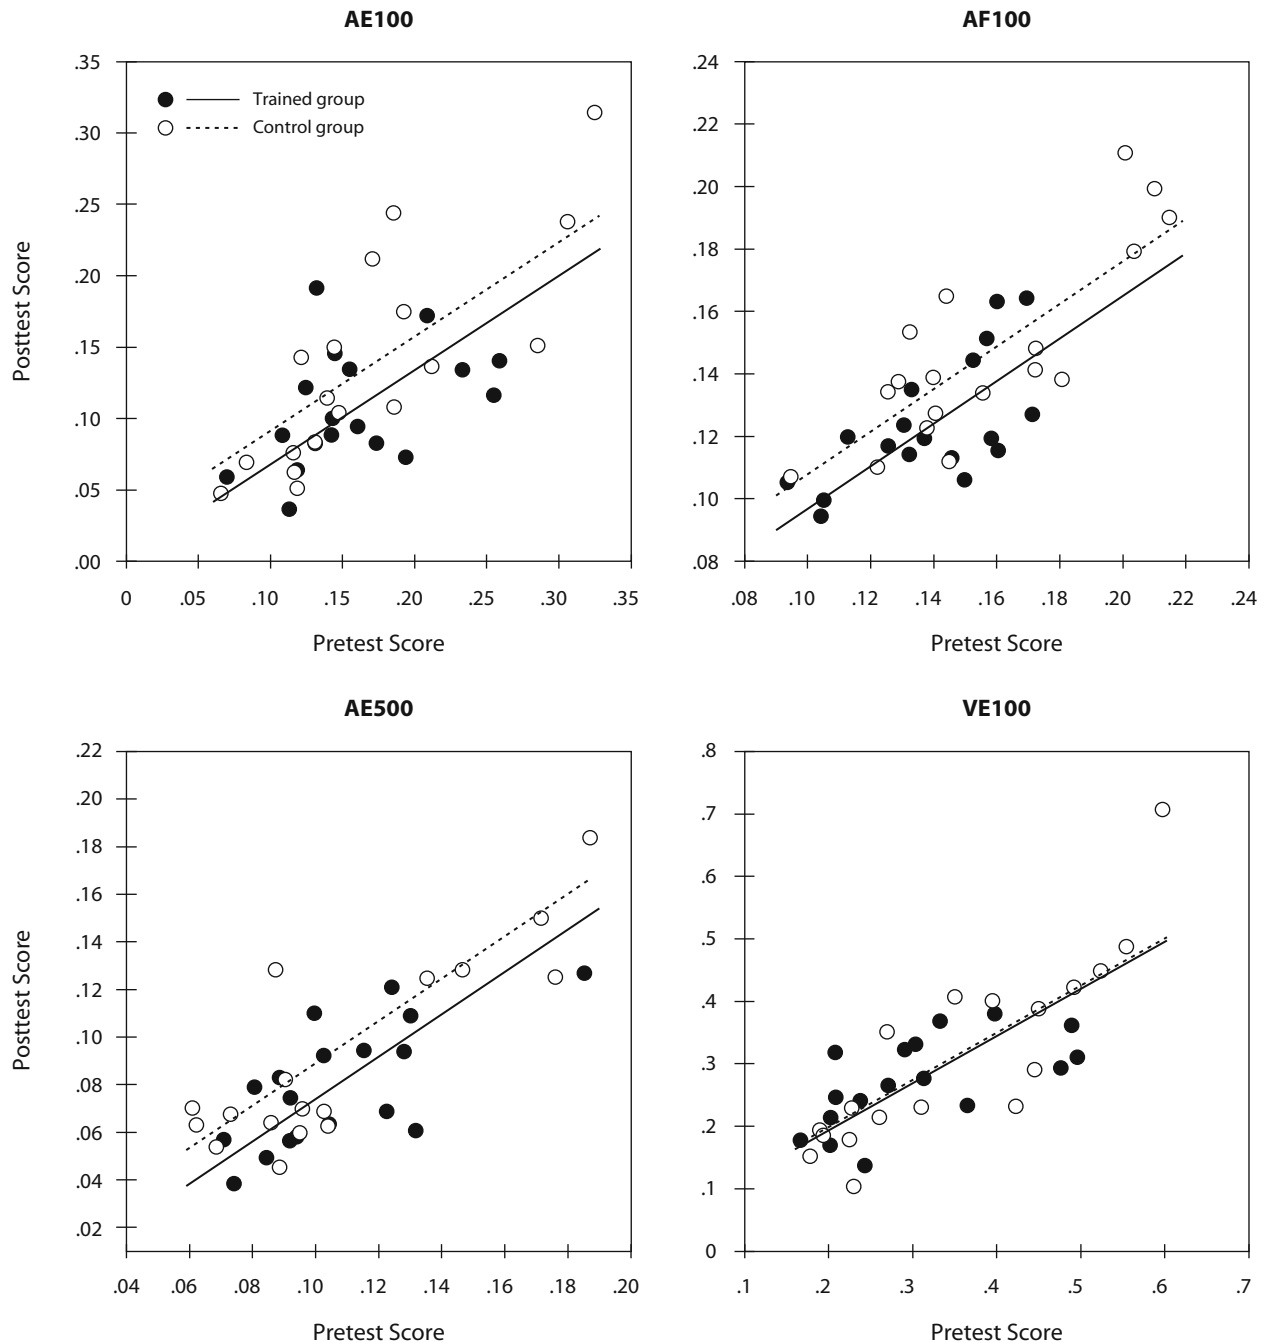 AE100
AF100
.35
.30
.25
.20
.15
.10
.05
.00
Trained group
Control group
Posttest Score
0 .05 .10 .15 .20 .25 .30 .35
Pretest Score
.24
.22
.20
.18
.16
.14
.12
.10
.08
.08 .10 .12 .14 .16 .18 .20 .22 .24
Pretest Score
AE500
VE100
.22
.20
.18
.16
.14
.12
.10
.08
.06
.04
.02
Posttest Score
.04 .06 .08 .10 .12 .14 .16 .18 .20
Pretest Score
.8
.7
.6
.5
.4
.3
.2
.1
0
.1 .2 .3 .4 .5 .6 .7
Pretest Score